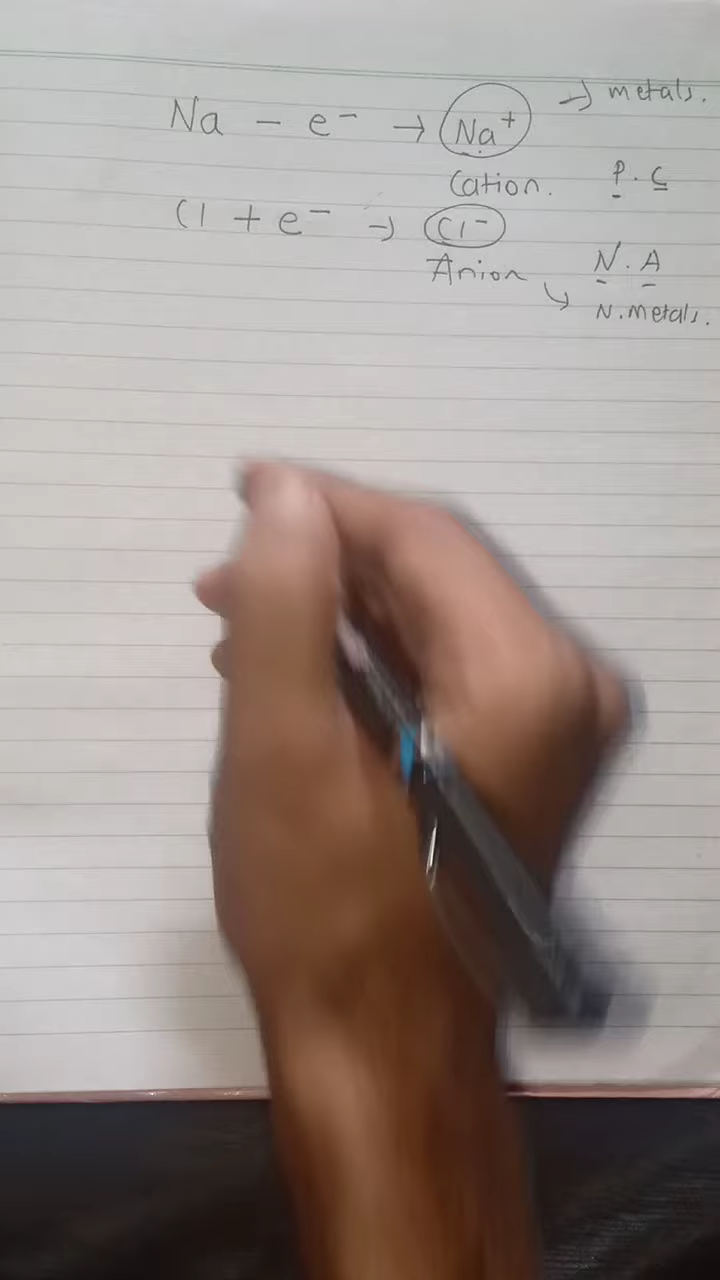 → metals.
Na - e⁻ → Na⁺
Cation. P.C
Cl + e⁻ → Cl⁻
Anion N.A
↳ N.metals.